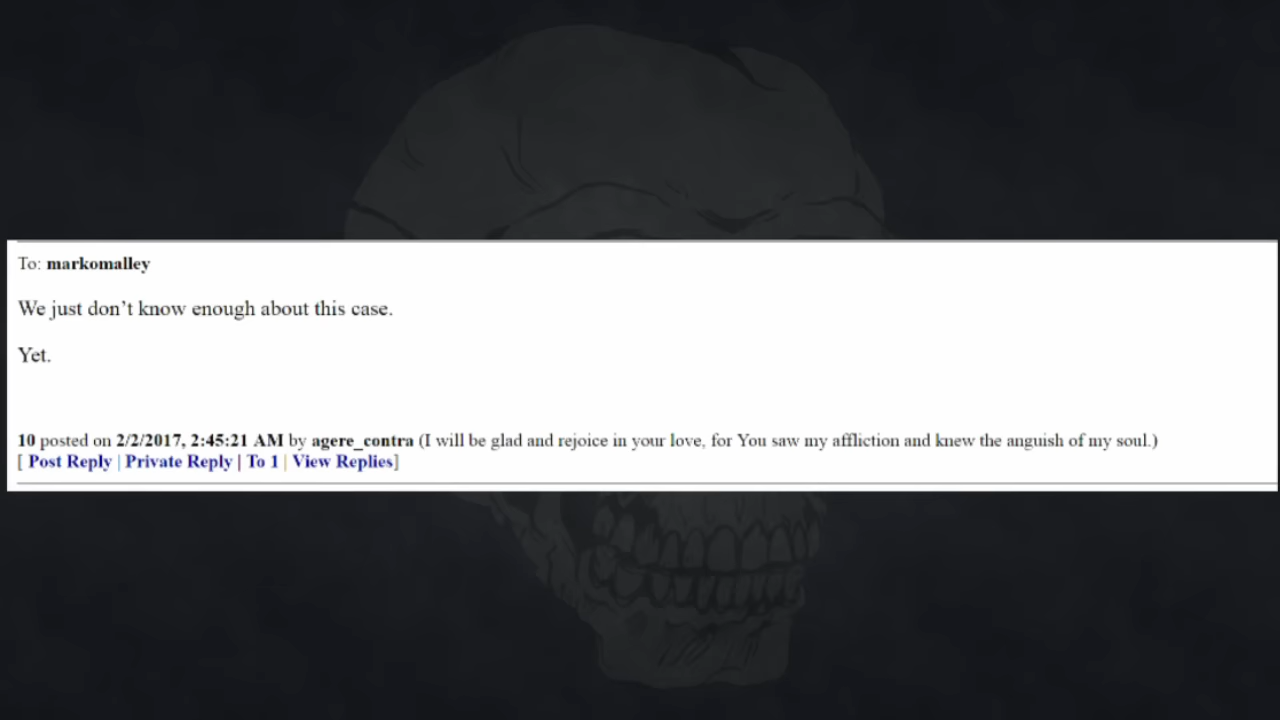 To: markomalley
We just don’t know enough about this case.
Yet.
10 posted on 2/2/2017, 2:45:21 AM by agere_contra (I will be glad and rejoice in your love, for You saw my affliction and knew the anguish of my soul.)
[ Post Reply | Private Reply | To 1 | View Replies]